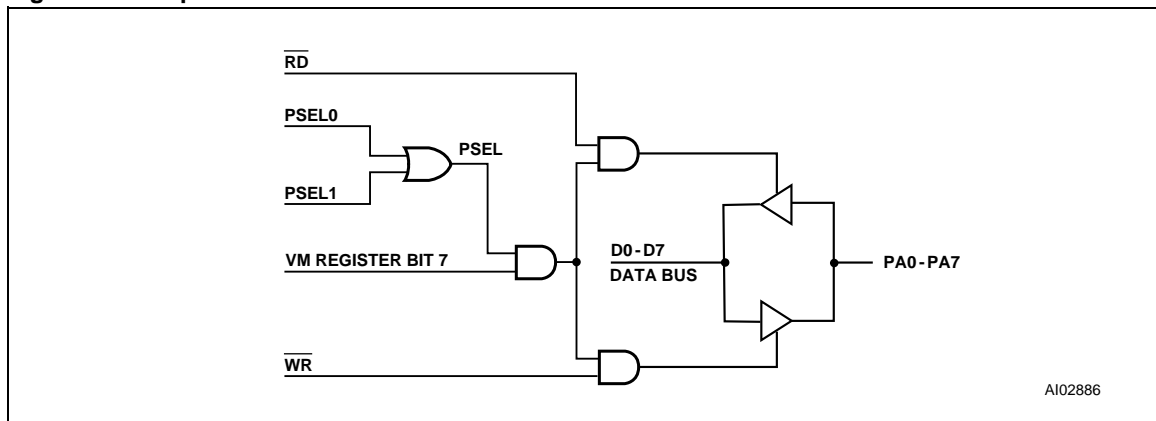 RD
PSEL0
PSEL
PSEL1
VM REGISTER BIT 7
D0-D7
DATA BUS
PA0-PA7
WR
AI02886